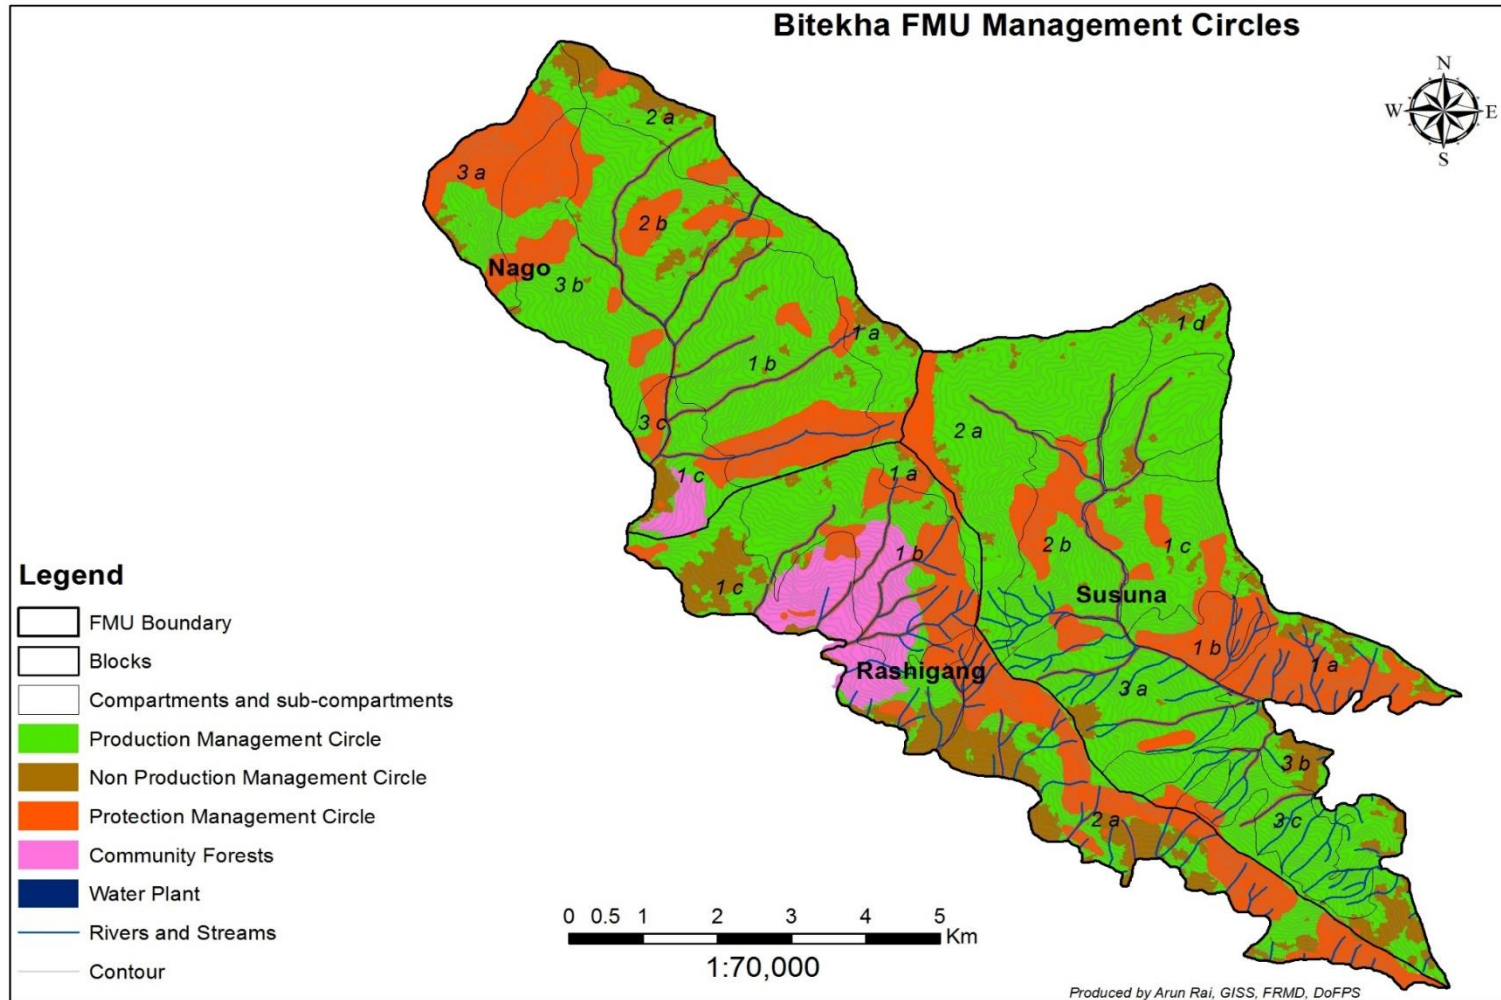 Bitekha FMU Management Circles
N
W E
S
2 a
3 a
2 b
Nago
3 b
1 d
1 a
1 b
3 c
2 a
1 c
1 a
2 b
1 c
1 b
1 c
Susuna
1 b
1 a
Rashigang
3 a
3 b
2 a
3 c
Legend
FMU Boundary
Blocks
Compartments and sub-compartments
Production Management Circle
Non Production Management Circle
Protection Management Circle
Community Forests
Water Plant
Rivers and Streams
Contour
0 0.5 1 2 3 4 5
Km
1:70,000
Produced by Arun Rai, GISS, FRMD, DoFPS